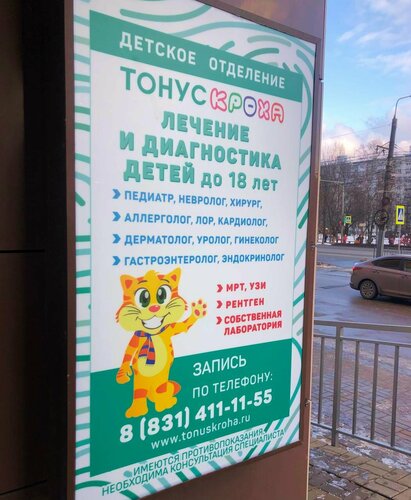 ДЕТСКОЕ ОТДЕЛЕНИЕ
ТОНУС КРОХА
ЛЕЧЕНИЕ
И ДИАГНОСТИКА
ДЕТЕЙ до 18 лет
ПЕДИАТР, НЕВРОЛОГ, ХИРУРГ,
АЛЛЕРГОЛОГ, ЛОР, КАРДИОЛОГ,
ДЕРМАТОЛОГ, УРОЛОГ, ГИНЕКОЛОГ
ГАСТРОЭНТЕРОЛОГ, ЭНДОКРИНОЛОГ
МРТ, УЗИ
РЕНТГЕН
СОБСТВЕННАЯ
ЛАБОРАТОРИЯ
ЗАПИСЬ
ПО ТЕЛЕФОНУ:
8 (831) 411-11-55
www.tonuskroha.ru
ИМЕЮТСЯ ПРОТИВОПОКАЗАНИЯ
НЕОБХОДИМА КОНСУЛЬТАЦИЯ СПЕЦИАЛИСТА